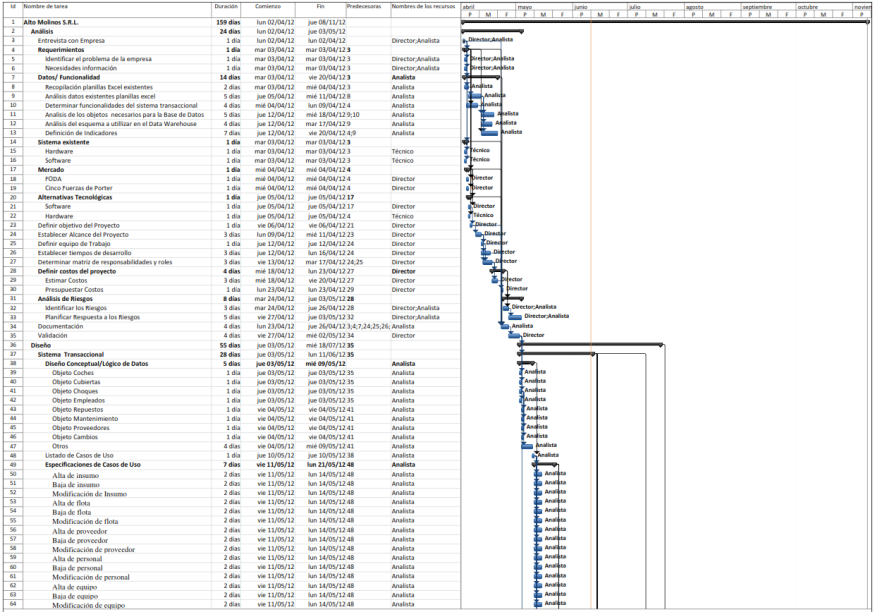 Id Nombre de tarea Duración Comienzo Fin Predecesoras Nombres de los recursos abril mayo junio julio agosto septiembre octubre novien
P M F P M F P M F P M F P M F P M F P M F P
1 Alto Molinos S.R.L. 159 días lun 02/04/12 jue 08/11/12
2 Análisis 24 días lun 02/04/12 jue 03/05/12
3 Entrevista con Empresa 1 día lun 02/04/12 lun 02/04/12 Director;Analista Director;Analista
4 Requerimientos 1 día mar 03/04/12 mar 03/04/12 3
5 Identificar el problema de la empresa 1 día mar 03/04/12 mar 03/04/12 3 Director;Analista Director;Analista
6 Necesidades información 1 día mar 03/04/12 mar 03/04/12 3 Director;Analista Director;Analista
7 Datos/ Funcionalidad 14 días mar 03/04/12 vie 20/04/12 3 Analista
8 Recopilación planillas Excel existentes 2 días mar 03/04/12 mié 04/04/12 3 Analista Analista
9 Análisis datos existentes planillas excel 5 días jue 05/04/12 mié 11/04/12 8 Analista Analista
10 Determinar funcionalidades del sistema transaccional 4 días mié 04/04/12 lun 09/04/12 4 Analista Analista
11 Analisis de los objetos necesarios para la Base de Datos 5 días jue 12/04/12 mié 18/04/12 9;10 Analista Analista
12 Análisis del esquema a utilizar en el Data Warehouse 4 días jue 12/04/12 mar 17/04/12 9 Analista Analista
13 Definición de Indicadores 7 días jue 12/04/12 vie 20/04/12 4;9 Analista Analista
14 Sistema existente 1 día mar 03/04/12 mar 03/04/12 3
15 Hardware 1 día mar 03/04/12 mar 03/04/12 3 Técnico Técnico
16 Software 1 día mar 03/04/12 mar 03/04/12 3 Técnico Técnico
17 Mercado 1 día mié 04/04/12 mié 04/04/12 4
18 FODA 1 día mié 04/04/12 mié 04/04/12 4 Director Director
19 Cinco Fuerzas de Porter 1 día mié 04/04/12 mié 04/04/12 4 Director Director
20 Alternativas Tecnológicas 1 día jue 05/04/12 jue 05/04/12 17
21 Software 1 día jue 05/04/12 jue 05/04/12 17 Director Director
22 Hardware 1 día jue 05/04/12 jue 05/04/12 4 Técnico Técnico
23 Definir objetivo del Proyecto 1 día vie 06/04/12 vie 06/04/12 21 Director Director
24 Establecer Alcance del Proyecto 3 días lun 09/04/12 mié 11/04/12 23 Director Director
25 Definir equipo de Trabajo 1 día jue 12/04/12 jue 12/04/12 24 Director Director
26 Establecer tiempos de desarrollo 3 días jue 12/04/12 lun 16/04/12 24 Director Director
27 Determinar matriz de responsabilidades y roles 3 días vie 13/04/12 mar 17/04/12 24;25 Director Director
28 Definir costos del proyecto 4 días mié 18/04/12 lun 23/04/12 27 Director
29 Estimar Costos 3 días mié 18/04/12 vie 20/04/12 27 Director Director
30 Presupuestar Costos 1 día lun 23/04/12 lun 23/04/12 29 Director Director
31 Análisis de Riesgos 8 días mar 24/04/12 jue 03/05/12 28
32 Identificar los Riesgos 3 días mar 24/04/12 jue 26/04/12 28 Director;Analista Director;Analista
33 Planificar Respuesta a los Riesgos 5 días vie 27/04/12 jue 03/05/12 32 Director;Analista Director;Analista
34 Documentación 4 días lun 23/04/12 jue 26/04/12 3;4;7;24;25;26; Analista Analista
35 Validación 4 días vie 27/04/12 mié 02/05/12 34 Director Director
36 Diseño 55 días jue 03/05/12 mié 18/07/12 35
37 Sistema Transaccional 28 días jue 03/05/12 lun 11/06/12 35
38 Diseño Conceptual/Lógico de Datos 5 días jue 03/05/12 mié 09/05/12 35 Analista
39 Objeto Coches 1 día jue 03/05/12 jue 03/05/12 35 Analista Analista
40 Objeto Cubiertas 1 día jue 03/05/12 jue 03/05/12 35 Analista Analista
41 Objeto Choques 1 día jue 03/05/12 jue 03/05/12 35 Analista Analista
42 Objeto Empleados 1 día jue 03/05/12 jue 03/05/12 35 Analista Analista
43 Objeto Repuestos 1 día vie 04/05/12 vie 04/05/12 41 Analista Analista
44 Objeto Mantenimiento 1 día vie 04/05/12 vie 04/05/12 41 Analista Analista
45 Objeto Proveedores 1 día vie 04/05/12 vie 04/05/12 41 Analista Analista
46 Objeto Cambios 1 día vie 04/05/12 vie 04/05/12 41 Analista Analista
47 Otros 4 días vie 04/05/12 mié 09/05/12 41 Analista Analista
48 Listado de Casos de Uso 1 día jue 10/05/12 jue 10/05/12 38 Analista Analista
49 Especificaciones de Casos de Uso 7 días vie 11/05/12 lun 21/05/12 48 Analista
50 Alta de insumo 2 días vie 11/05/12 lun 14/05/12 48 Analista Analista
51 Baja de insumo 2 días vie 11/05/12 lun 14/05/12 48 Analista Analista
52 Modificación de Insumo 2 días vie 11/05/12 lun 14/05/12 48 Analista Analista
53 Alta de flota 2 días vie 11/05/12 lun 14/05/12 48 Analista Analista
54 Baja de flota 2 días vie 11/05/12 lun 14/05/12 48 Analista Analista
55 Modificación de flota 2 días vie 11/05/12 lun 14/05/12 48 Analista Analista
56 Alta de proveedor 2 días vie 11/05/12 lun 14/05/12 48 Analista Analista
57 Baja de proveedor 2 días vie 11/05/12 lun 14/05/12 48 Analista Analista
58 Modificación de proveedor 2 días vie 11/05/12 lun 14/05/12 48 Analista Analista
59 Alta de personal 2 días vie 11/05/12 lun 14/05/12 48 Analista Analista
60 Baja de personal 2 días vie 11/05/12 lun 14/05/12 48 Analista Analista
61 Modificación de personal 2 días vie 11/05/12 lun 14/05/12 48 Analista Analista
62 Alta de equipo 2 días vie 11/05/12 lun 14/05/12 48 Analista Analista
63 Baja de equipo 2 días vie 11/05/12 lun 14/05/12 48 Analista Analista
64 Modificación de equipo 2 días vie 11/05/12 lun 14/05/12 48 Analista Analista